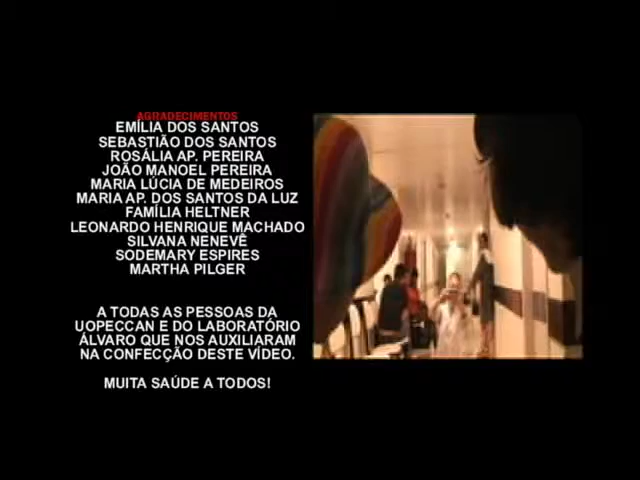 AGRADECIMENTOS
EMÍLIA DOS SANTOS
SEBASTIÃO DOS SANTOS
ROSÁLIA AP. PEREIRA
JOÃO MANOEL PEREIRA
MARIA LÚCIA DE MEDEIROS
MARIA AP. DOS SANTOS DA LUZ
FAMÍLIA HELTNER
LEONARDO HENRIQUE MACHADO
SILVANA NENEVÊ
SODEMARY ESPIRES
MARTHA PILGER
A TODAS AS PESSOAS DA
UOPECCAN E DO LABORATÓRIO
ÁLVARO QUE NOS AUXILIARAM
NA CONFECÇÃO DESTE VÍDEO.
MUITA SAÚDE A TODOS!